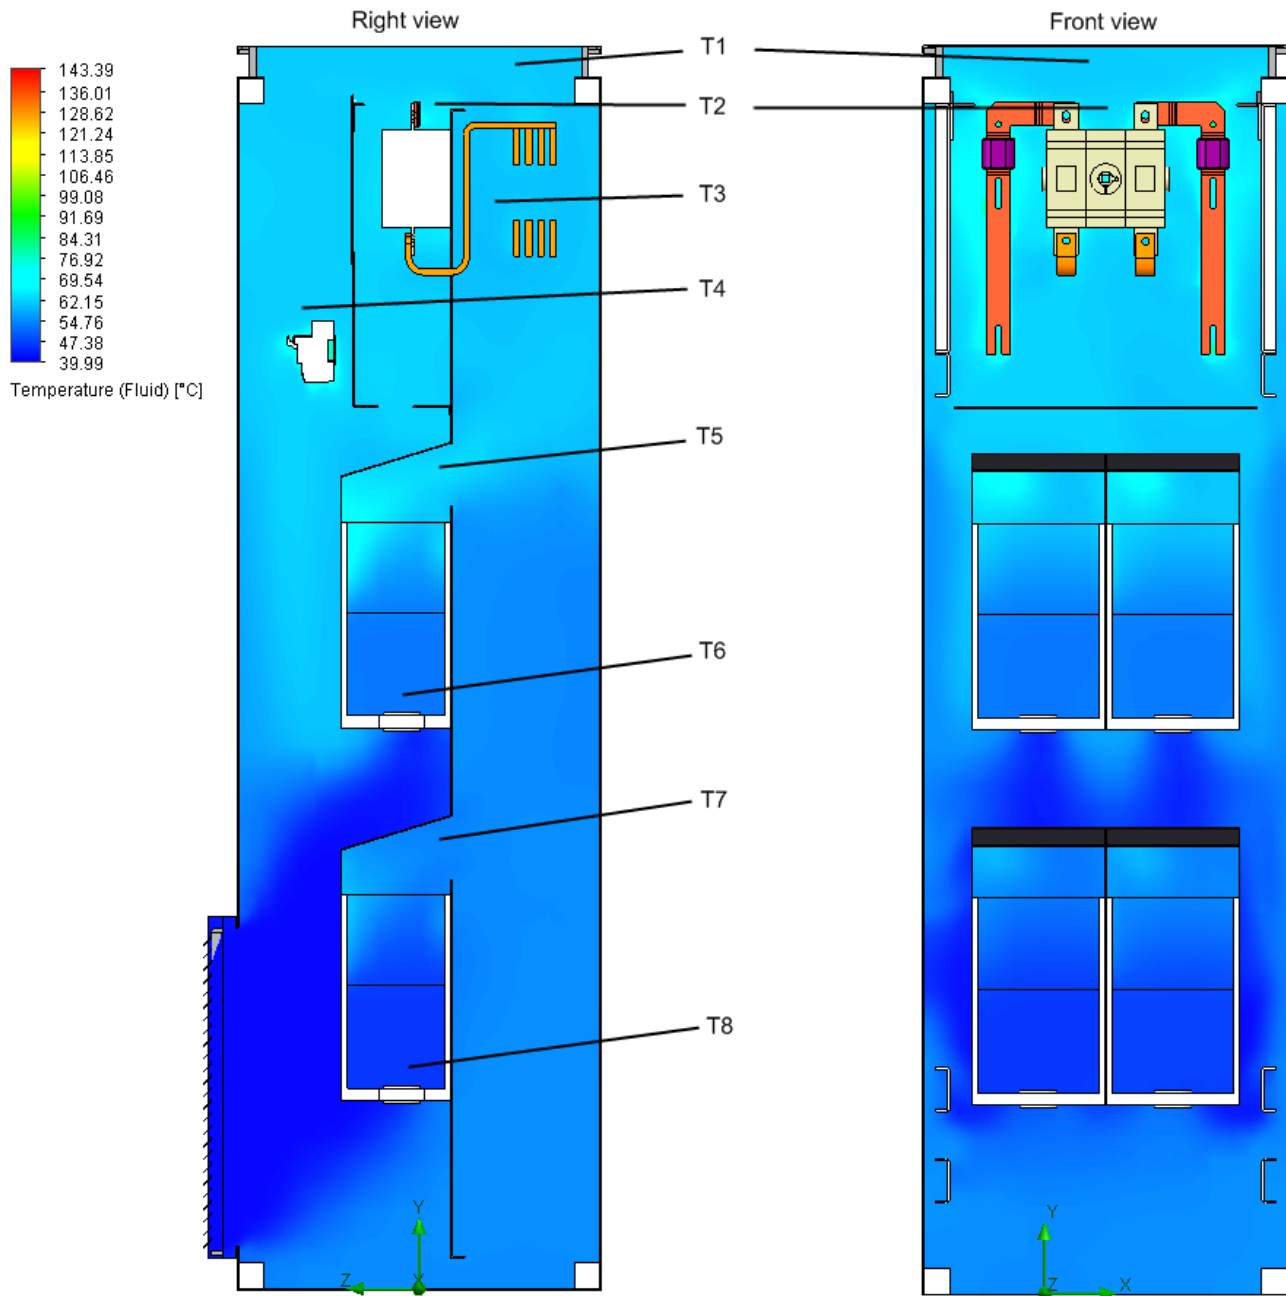 Right view
Front view
T1
143.39
136.01
128.62
121.24
113.85
106.46
99.08
91.69
84.31
76.92
69.54
62.15
54.76
47.38
39.99
Temperature (Fluid) [°C]
T2
T3
T4
T5
T6
T7
T8
Y
Z
X
Y
Z
X